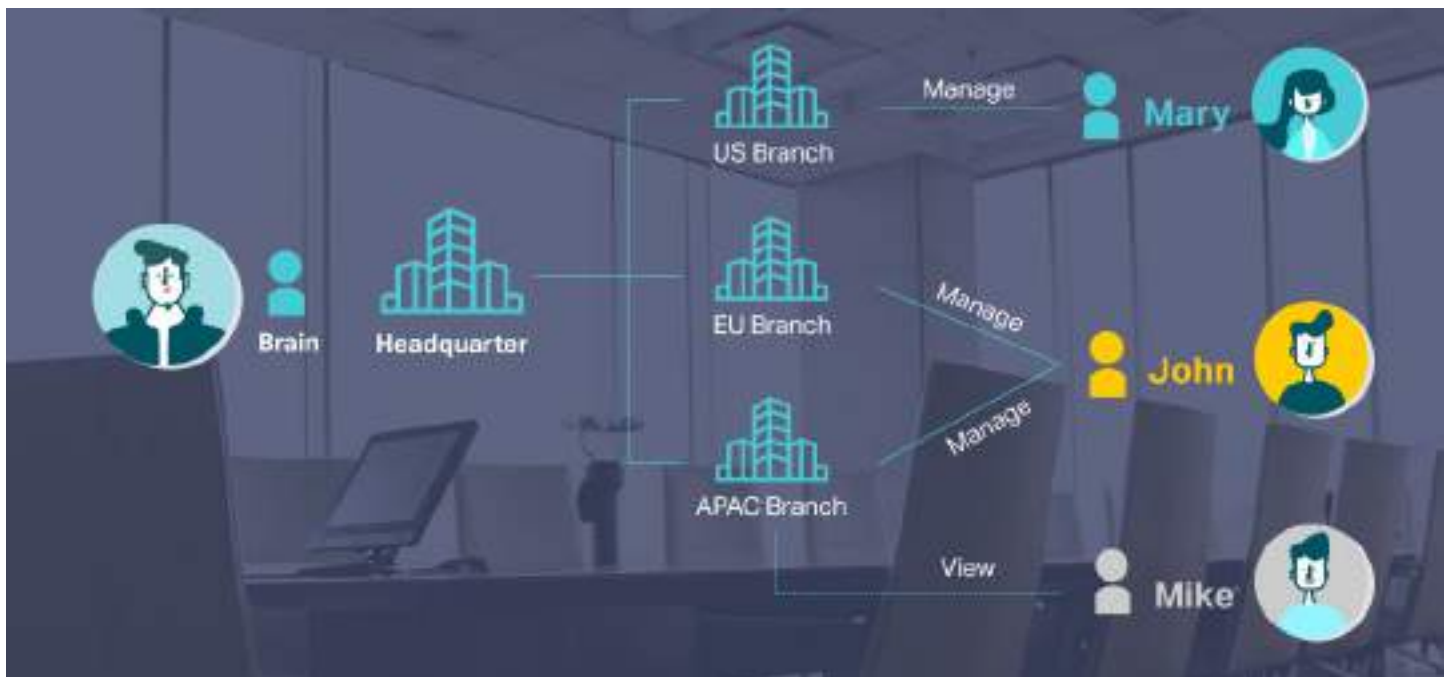 US Branch
Manage
Mary
Brain
Headquarter
EU Branch
Manage
John
Manage
APAC Branch
View
Mike